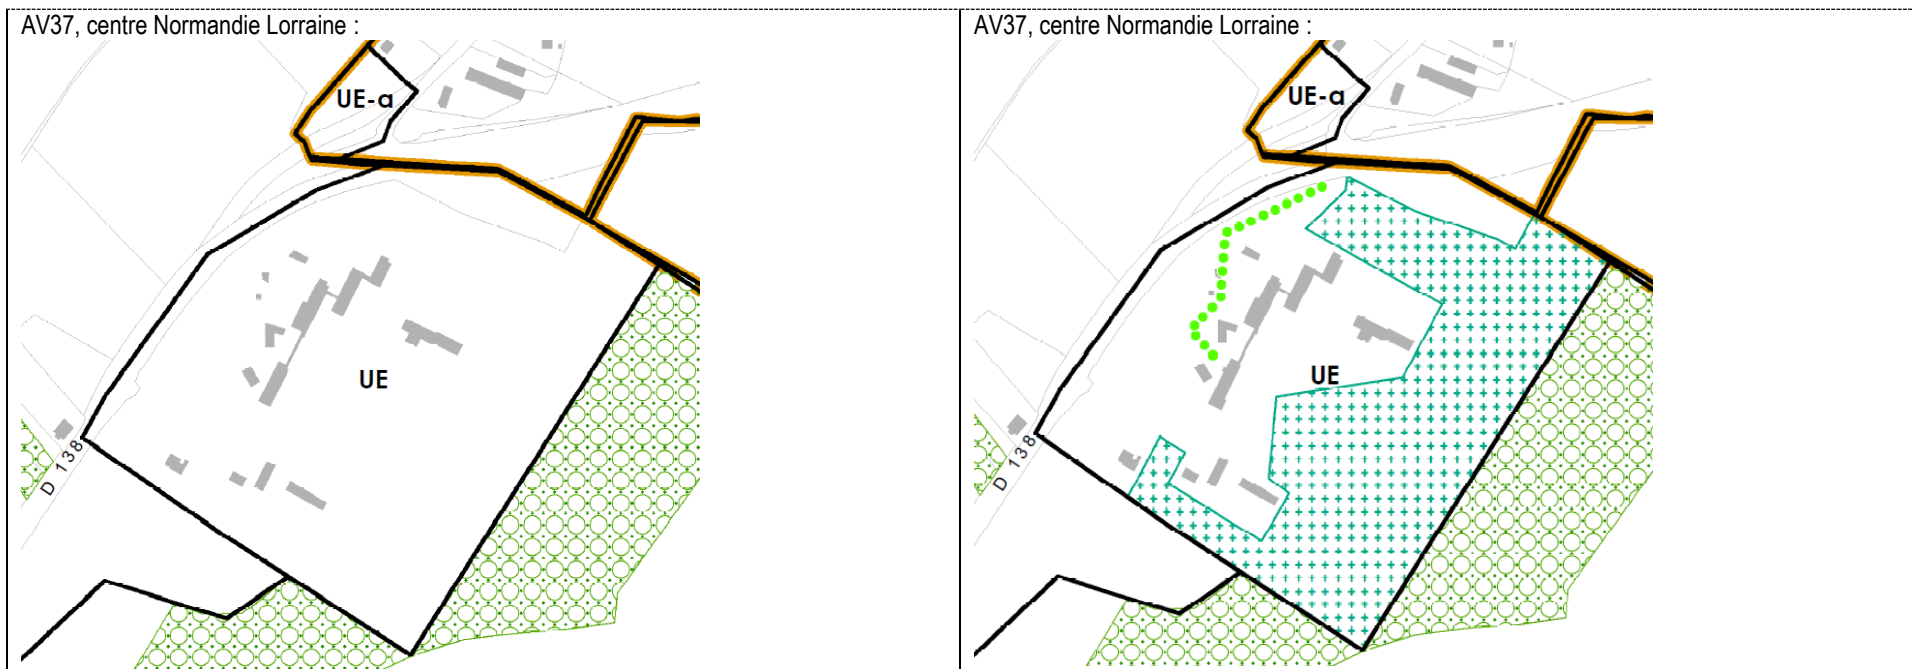 AV37, centre Normandie Lorraine :
UE-a
UE
D 138
AV37, centre Normandie Lorraine :
UE-a
UE
D 138